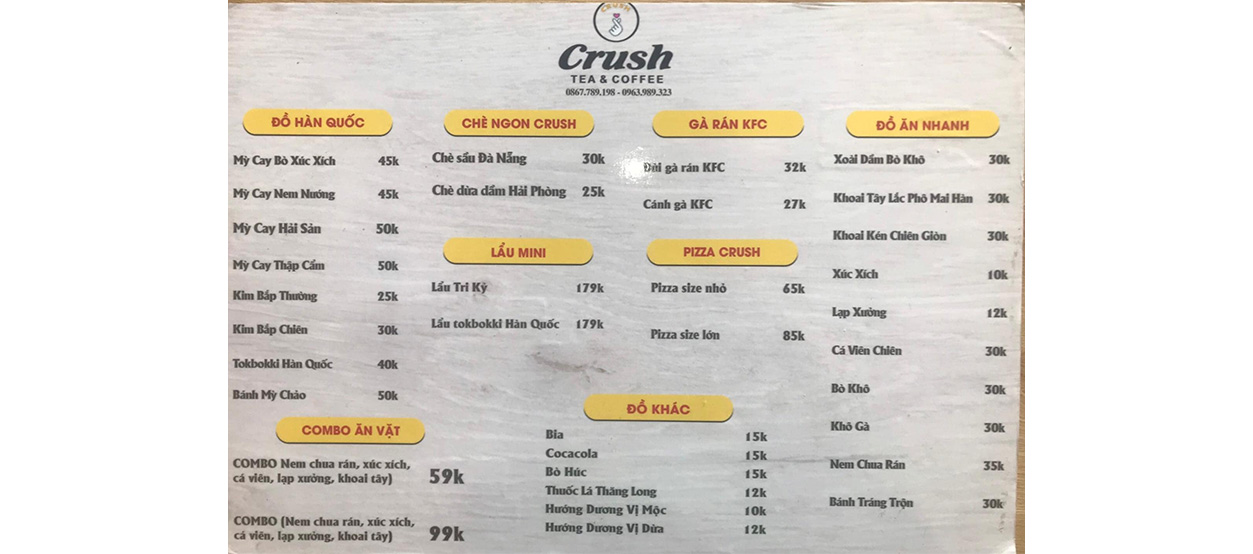 CRUSH
Crush
TEA & COFFEE
0867.789.198 - 0963.989.323
ĐỒ HÀN QUỐC
Mỳ Cay Bò Xúc Xích 45k
Mỳ Cay Nem Nướng 45k
Mỳ Cay Hải Sản 50k
Mỳ Cay Thập Cẩm 50k
Kim Bắp Thường 25k
Kim Bắp Chiên 30k
Tokbokki Hàn Quốc 40k
Bánh Mỳ Chảo 50k
COMBO ĂN VẶT
COMBO Nem chua rán, xúc xích,
cá viên, lạp xưởng, khoai tây) 59k
COMBO (Nem chua rán, xúc xích,
cá viên, lạp xưởng, khoai tây) 99k
CHÈ NGON CRUSH
Chè sầu Đà Nẵng 30k
Chè dừa dầm Hải Phòng 25k
LẨU MINI
Lẩu Tri Kỷ 179k
Lẩu tokbokki Hàn Quốc 179k
GÀ RÁN KFC
Đùi gà rán KFC 32k
Cánh gà KFC 27k
PIZZA CRUSH
Pizza size nhỏ 65k
Pizza size lớn 85k
ĐỒ KHÁC
Bia 15k
Cocacola 15k
Bò Húc 15k
Thuốc Lá Thăng Long 12k
Hướng Dương Vị Mộc 10k
Hướng Dương Vị Dừa 12k
ĐỒ ĂN NHANH
Xoài Dầm Bò Khô 30k
Khoai Tây Lắc Phô Mai Hàn 30k
Khoai Kén Chiên Giòn 30k
Xúc Xích 10k
Lạp Xưởng 12k
Cá Viên Chiên 30k
Bò Khô 30k
Khô Gà 30k
Nem Chua Rán 35k
Bánh Tráng Trộn 30k